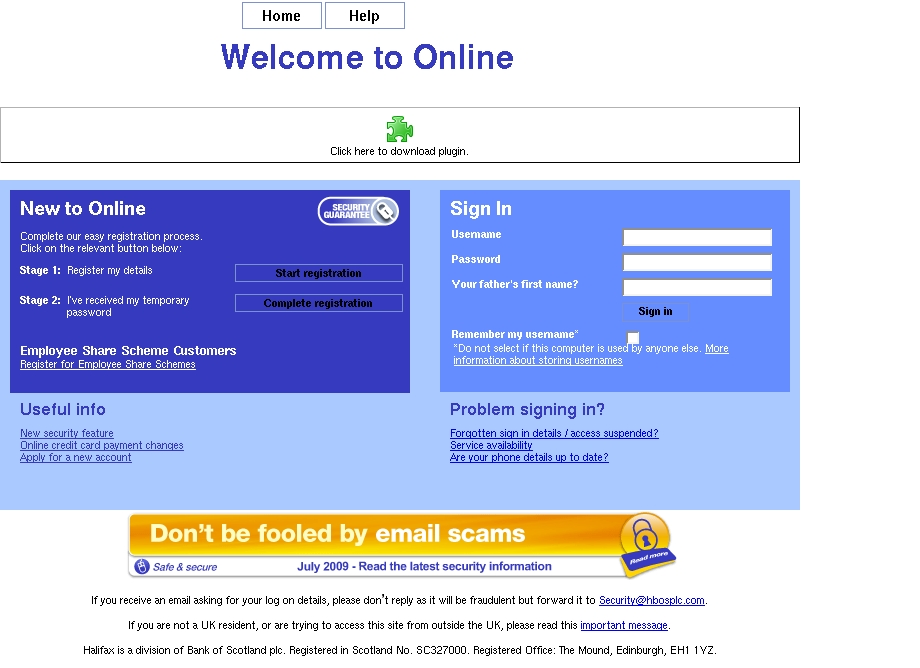 Home Help
Welcome to Online
Click here to download plugin.
New to Online
SECURITY
GUARANTEE
Complete our easy registration process.
Click on the relevant button below:
Stage 1: Register my details
Start registration
Stage 2: I've received my temporary
password
Complete registration
Employee Share Scheme Customers
Register for Employee Share Schemes
Sign In
Username
Password
Your father's first name?
Sign in
Remember my username*
*Do not select if this computer is used by anyone else. More
information about storing usernames
Useful info
New security feature
Online credit card payment changes
Apply for a new account
Problem signing in?
Forgotten sign in details / access suspended?
Service availability
Are your phone details up to date?
Don't be fooled by email scams
Safe & secure
July 2009 - Read the latest security information
Read more
If you receive an email asking for your log on details, please don't reply as it will be fraudulent but forward it to Security@hbosplc.com.
If you are not a UK resident, or are trying to access this site from outside the UK, please read this important message.
Halifax is a division of Bank of Scotland plc. Registered in Scotland No. SC327000. Registered Office: The Mound, Edinburgh, EH1 1YZ.